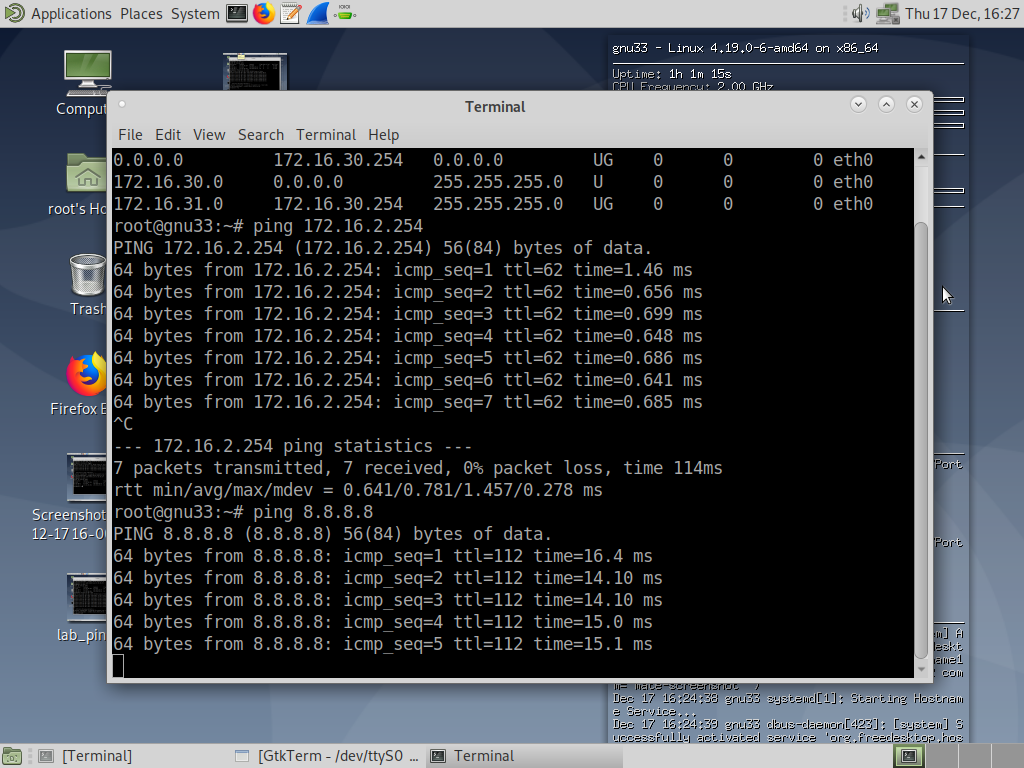 Applications Places System
Thu 17 Dec, 16:27
gnu33 - Linux 4.19.0-6-amd64 on x86_64
Uptime: 1h 1m 15s
CPU Frequency: 2.00 GHz
Terminal
File Edit View Search Terminal Help
0.0.0.0 172.16.30.254 0.0.0.0 UG 0 0 0 eth0
172.16.30.0 0.0.0.0 255.255.255.0 U 0 0 0 eth0
172.16.31.0 172.16.30.254 255.255.255.0 UG 0 0 0 eth0
root@gnu33:~# ping 172.16.2.254
PING 172.16.2.254 (172.16.2.254) 56(84) bytes of data.
64 bytes from 172.16.2.254: icmp_seq=1 ttl=62 time=1.46 ms
64 bytes from 172.16.2.254: icmp_seq=2 ttl=62 time=0.656 ms
64 bytes from 172.16.2.254: icmp_seq=3 ttl=62 time=0.699 ms
64 bytes from 172.16.2.254: icmp_seq=4 ttl=62 time=0.648 ms
64 bytes from 172.16.2.254: icmp_seq=5 ttl=62 time=0.686 ms
64 bytes from 172.16.2.254: icmp_seq=6 ttl=62 time=0.641 ms
64 bytes from 172.16.2.254: icmp_seq=7 ttl=62 time=0.685 ms
^C
--- 172.16.2.254 ping statistics ---
7 packets transmitted, 7 received, 0% packet loss, time 114ms
rtt min/avg/max/mdev = 0.641/0.781/1.457/0.278 ms
root@gnu33:~# ping 8.8.8.8
PING 8.8.8.8 (8.8.8.8) 56(84) bytes of data.
64 bytes from 8.8.8.8: icmp_seq=1 ttl=112 time=16.4 ms
64 bytes from 8.8.8.8: icmp_seq=2 ttl=112 time=14.10 ms
64 bytes from 8.8.8.8: icmp_seq=3 ttl=112 time=14.10 ms
64 bytes from 8.8.8.8: icmp_seq=4 ttl=112 time=15.0 ms
64 bytes from 8.8.8.8: icmp_seq=5 ttl=112 time=15.1 ms
Comput
root's Ho
Trash
Firefox E
Screenshot
12-17 16-0
lab_pin
Port
Port
em] A
deskt
name1
com
m= mate-screenshot )
Dec 17 16:24:39 gnu33 systemd[1]: Starting Hostnam
e Service...
Dec 17 16:24:39 gnu33 dbus-daemon[423]: [system] S
uccessfully activated service 'org.freedesktop.hos
[Terminal]
[GtkTerm - /dev/ttyS0 ...
Terminal